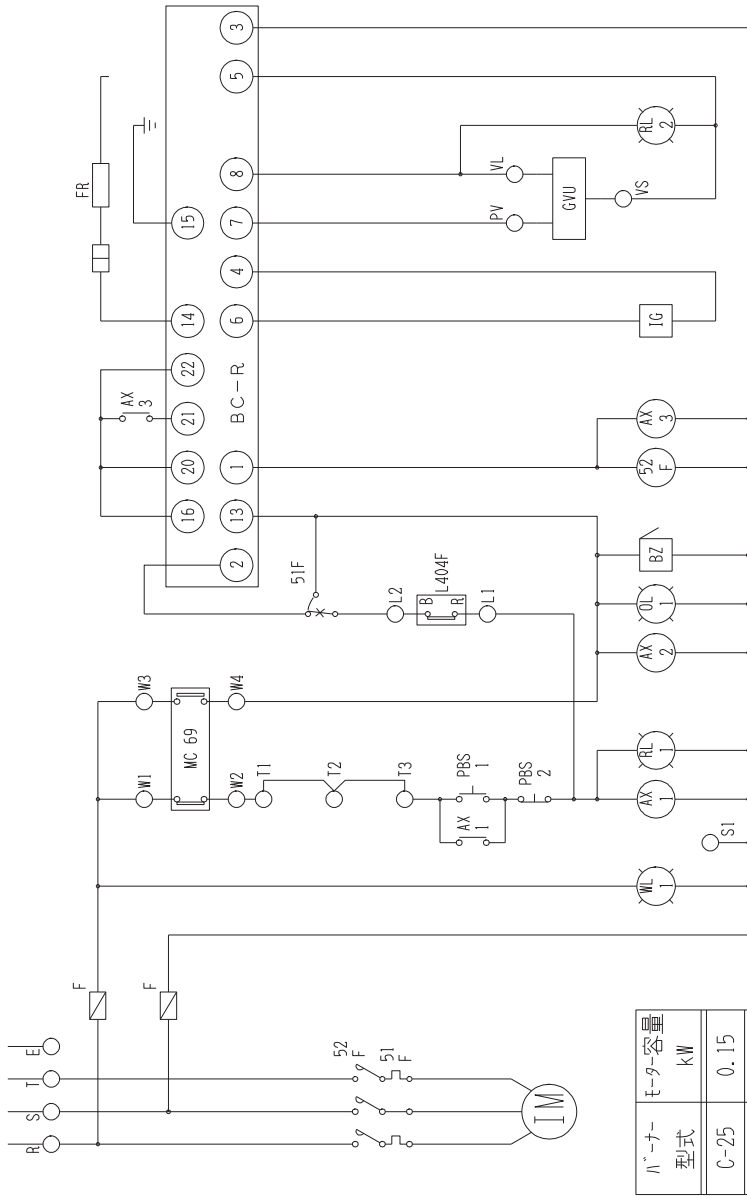 R
S
T
E
F
F
52
F
51
F
IM
W1
W3
MC 69
W2
W4
T1
T2
T3
AX
1
PBS
1
PBS
2
WL
1
S1
AX
1
RL
1
AX
2
OL
1
BZ
52
F
AX
3
IG
L1
R
B
L404F
L2
51F
2
13
1
6
4
7
8
5
3
BC-R
16
20
21
22
14
15
AX
3
FR
PV
VL
GVU
VS
RL
2
バーナー
型式
モーター容量
KW
C-25
0.15